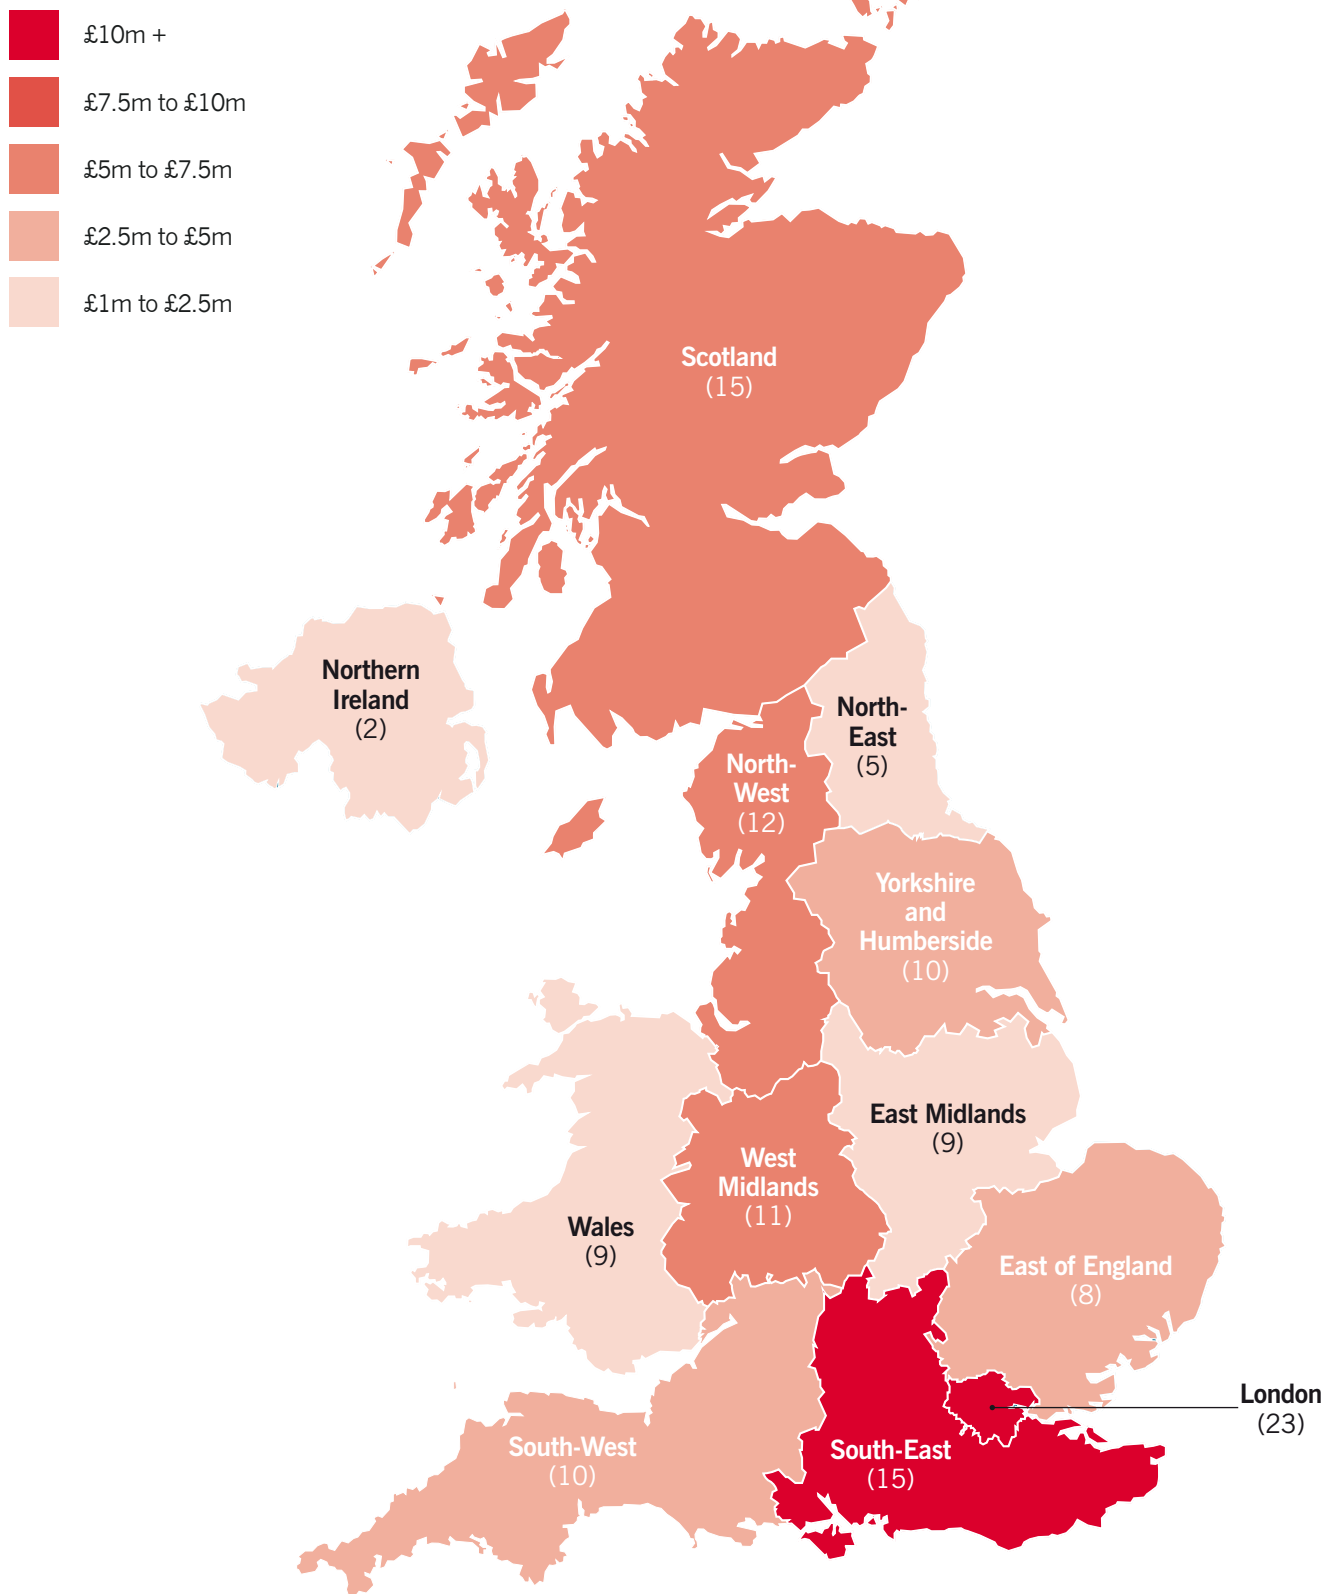 £10m +
£7.5m to £10m
£5m to £7.5m
£2.5m to £5m
£1m to £2.5m
Scotland
(15)
Northern
Ireland
(2)
North-
East
(5)
North-
West
(12)
Yorkshire
and
Humberside
(10)
East Midlands
(9)
West
Midlands
(11)
Wales
(9)
East of England
(8)
London
(23)
South-West
(10)
South-East
(15)